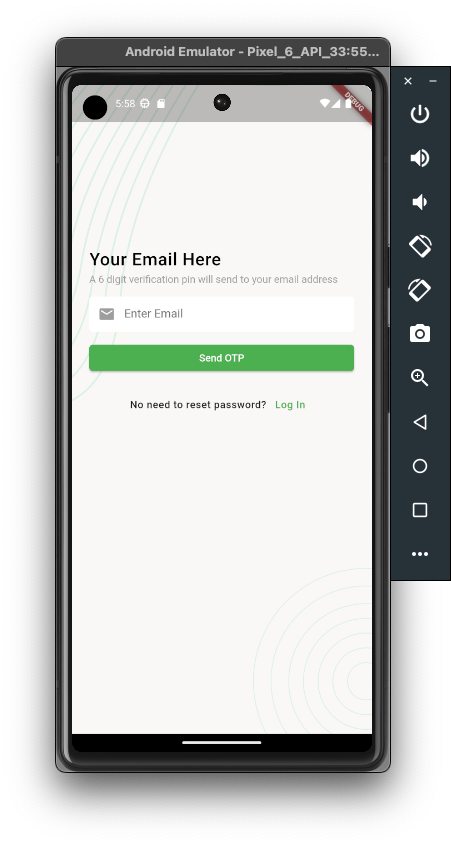 Android Emulator - Pixel_6_API_33:55...
5:58
DEBUG
Your Email Here
A 6 digit verification pin will send to your email address
Enter Email
Send OTP
No need to reset password? Log In